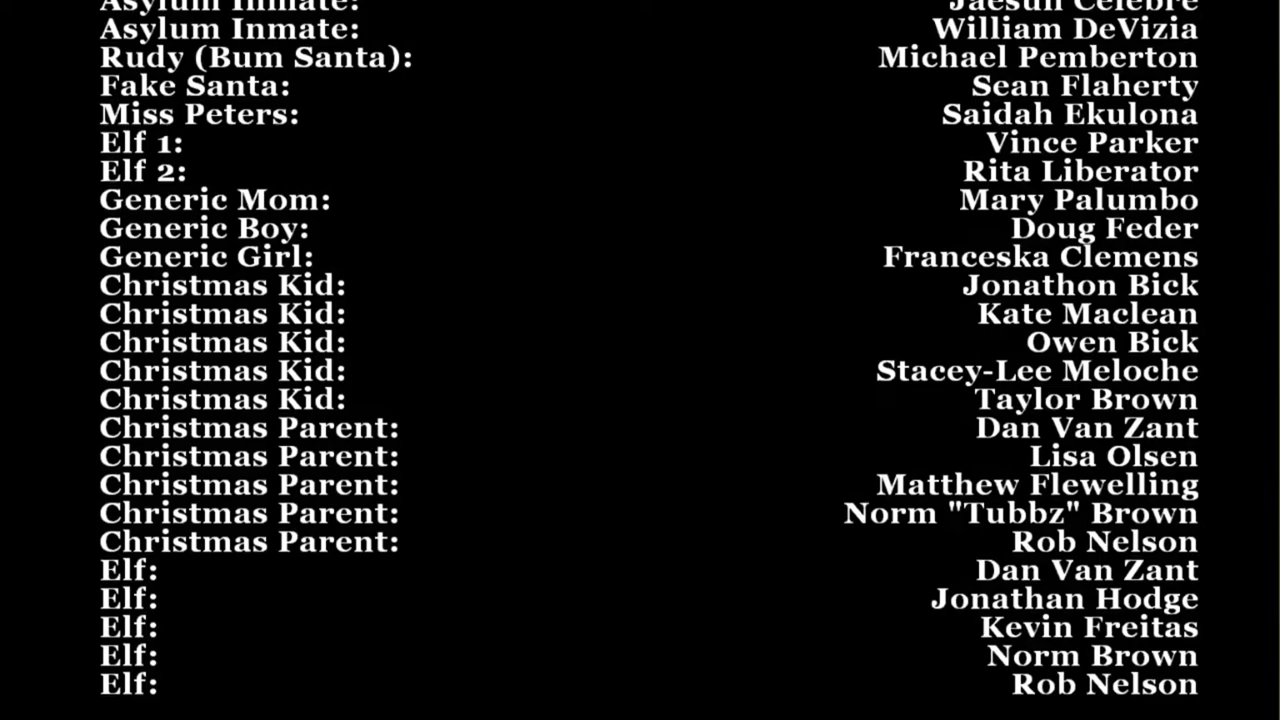 Asylum Inmate: Jaesun Celebre
Asylum Inmate: William DeVizia
Rudy (Bum Santa): Michael Pemberton
Fake Santa: Sean Flaherty
Miss Peters: Saidah Ekulona
Elf 1: Vince Parker
Elf 2: Rita Liberator
Generic Mom: Mary Palumbo
Generic Boy: Doug Feder
Generic Girl: Franceska Clemens
Christmas Kid: Jonathon Bick
Christmas Kid: Kate Maclean
Christmas Kid: Owen Bick
Christmas Kid: Stacey-Lee Meloche
Christmas Kid: Taylor Brown
Christmas Parent: Dan Van Zant
Christmas Parent: Lisa Olsen
Christmas Parent: Matthew Flewelling
Christmas Parent: Norm "Tubbz" Brown
Christmas Parent: Rob Nelson
Elf: Dan Van Zant
Elf: Jonathan Hodge
Elf: Kevin Freitas
Elf: Norm Brown
Elf: Rob Nelson